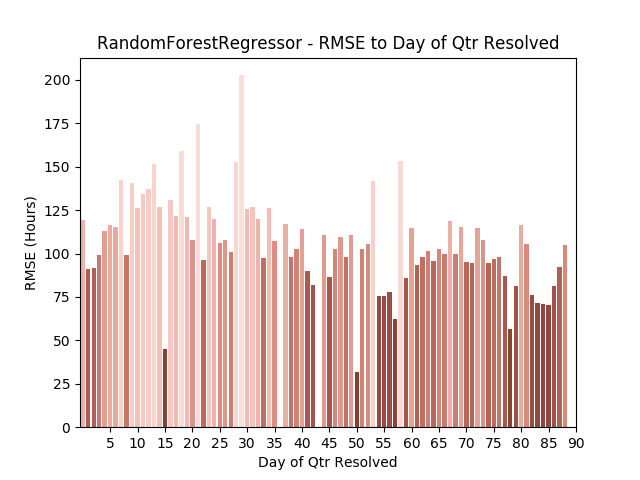 RandomForestRegressor - RMSE to Day of Qtr Resolved
200
175
150
125
100
75
50
25
0
RMSE (Hours)
5 10 15 20 25 30 35 40 45 50 55 60 65 70 75 80 85 90
Day of Qtr Resolved